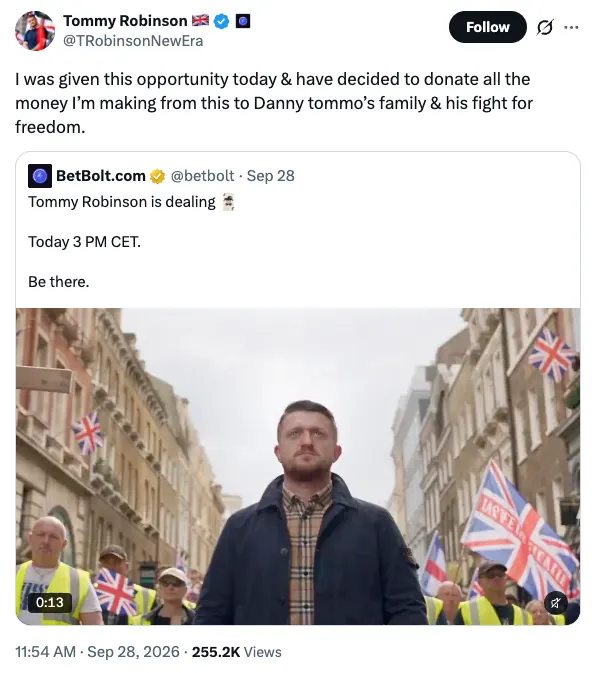 Tommy Robinson 🇬🇧
@TRobinsonNewEra
Follow
I was given this opportunity today & have decided to donate all the
money I’m making from this to Danny tommo’s family & his fight for
freedom.
BetBolt.com @betbolt · Sep 28
Tommy Robinson is dealing
Today 3 PM CET.
Be there.
0:13
11:54 AM · Sep 28, 2026 · 255.2K Views